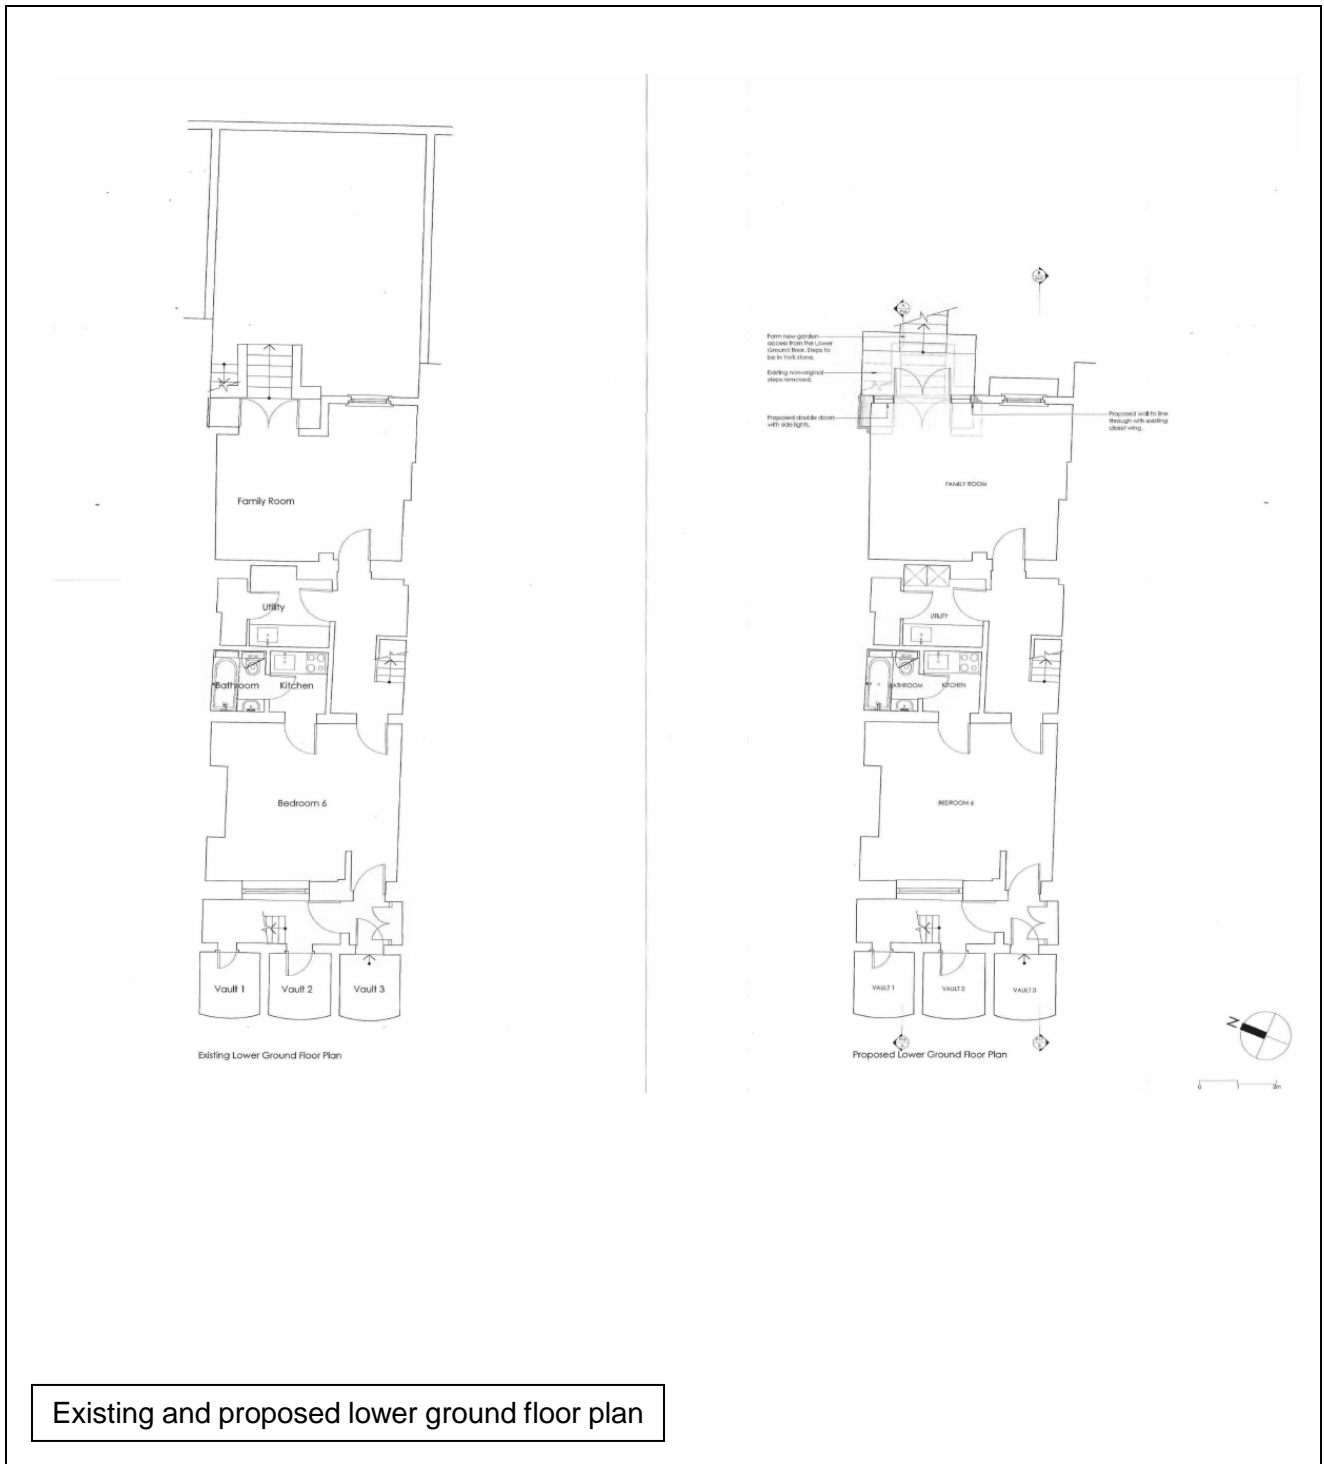 Family Room
Utility
Bathroom
Kitchen
Bedroom 6
Vault 1
Vault 2
Vault 3
Existing Lower Ground Floor Plan
Form new garden
access from the Lower
Ground floor. Steps to
be in York stone.
Existing non-original
steps removed.
Proposed double doors
with side lights.
Proposed wall to line
through with existing
closet wing.
FAMILY ROOM
UTILITY
BATHROOM
KITCHEN
BEDROOM 6
VAULT 1
VAULT 2
VAULT 3
Proposed Lower Ground Floor Plan
N
0
1
2m
Existing and proposed lower ground floor plan